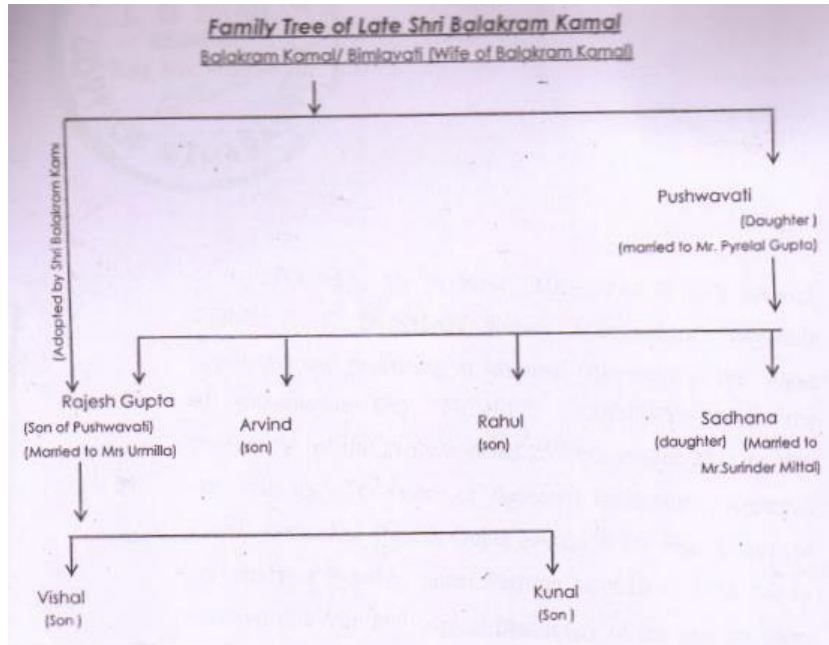 Family Tree of Late Shri Balakram Kamal
Balakram Kamal/ Bimlavati (Wife of Balakram Kamal)
(Adopted by Shri Balakram Kaml
Pushwavati
(Daughter)
(married to Mr. Pyrelal Gupta)
Rajesh Gupta
(Son of Pushwavati)
(Married to Mrs Urmilla)
Arvind
(son)
Rahul
(son)
Sadhana
(daughter) (Married to
Mr.Surinder Mittal)
Vishal
(Son )
Kunal
(Son )